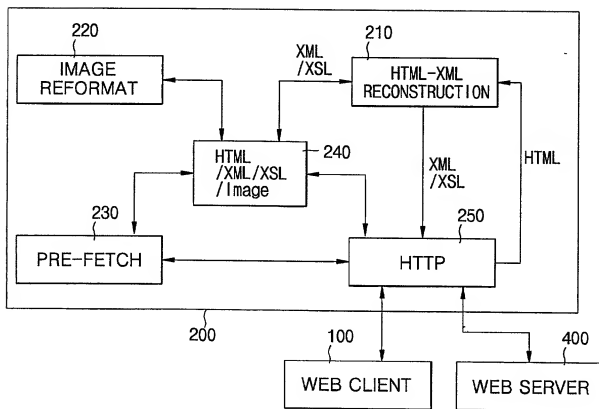 220
IMAGE
REFORMAT
XML
/XSL
210
HTML-XML
RECONSTRUCTION
240
HTML
/XML/XSL
/Image
XML
/XSL
HTML
230
PRE-FETCH
250
HTTP
200
100
WEB CLIENT
400
WEB SERVER